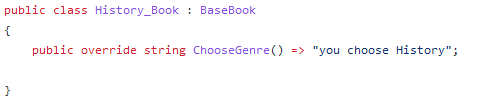 public class History_Book : BaseBook
{
    public override string ChooseGenre() => "you choose History";
}